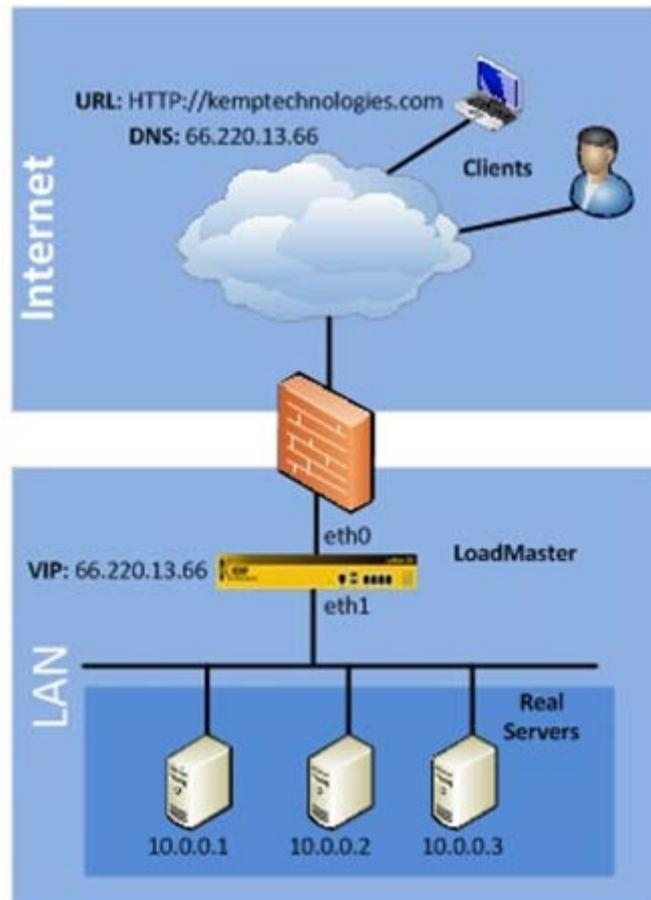 Internet
URL: HTTP://kemptechnologies.com
DNS: 66.220.13.66
Clients
eth0
LoadMaster
VIP: 66.220.13.66
eth1
LAN
Real
Servers
10.0.0.1
10.0.0.2
10.0.0.3